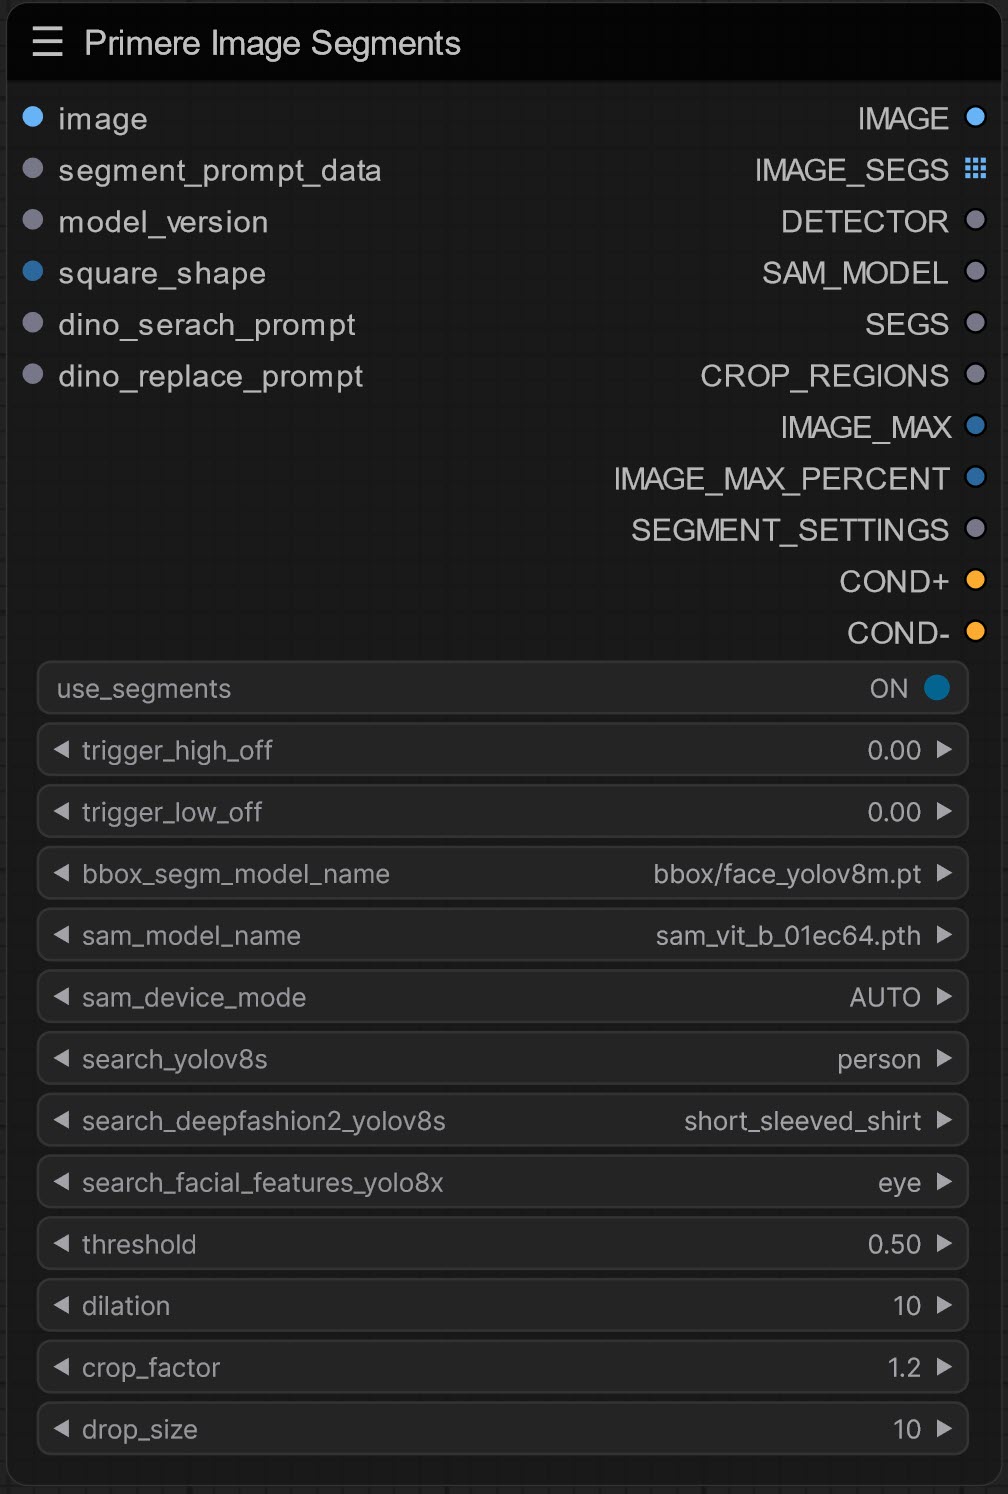 Primere Image Segments
image IMAGE
segment_prompt_data IMAGE_SEGS
model_version DETECTOR
square_shape SAM_MODEL
dino_serach_prompt SEGS
dino_replace_prompt CROP_REGIONS
IMAGE_MAX
IMAGE_MAX_PERCENT
SEGMENT_SETTINGS
COND+
COND-
use_segments ON
trigger_high_off 0.00
trigger_low_off 0.00
bbox_segm_model_name bbox/face_yolov8m.pt
sam_model_name sam_vit_b_01ec64.pth
sam_device_mode AUTO
search_yolov8s person
search_deepfashion2_yolov8s short_sleeved_shirt
search_facial_features_yolo8x eye
threshold 0.50
dilation 10
crop_factor 1.2
drop_size 10